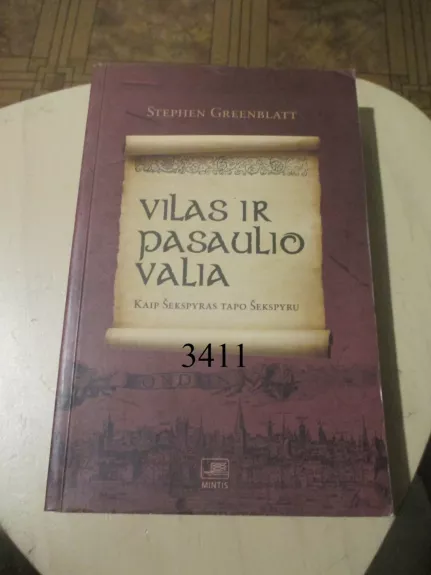 Stephen Greenblatt
Vilas ir
pasaulio
valia
Kaip Šekspyras tapo Šekspyru
3411
MINTIS